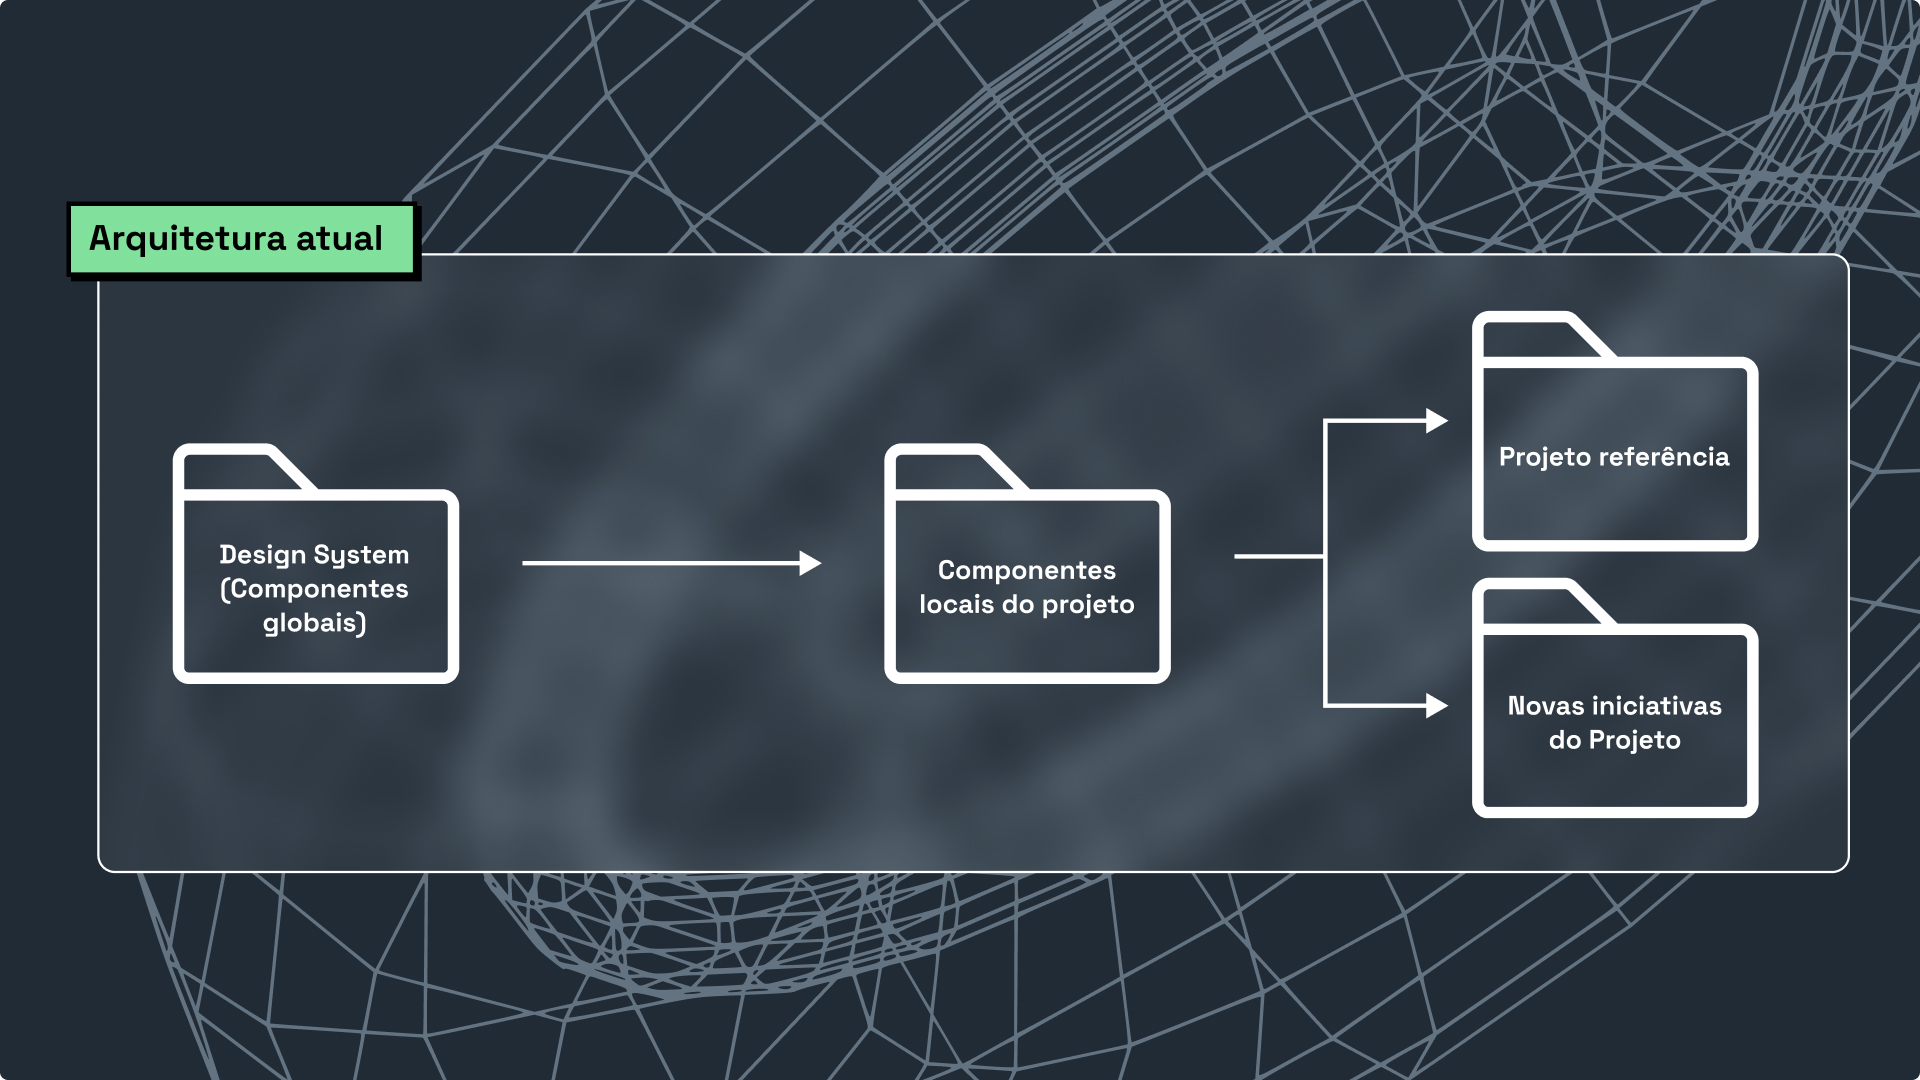 Arquitetura atual
Design System
(Componentes
globais)
Componentes
locais do projeto
Projeto referência
Novas iniciativas
do Projeto